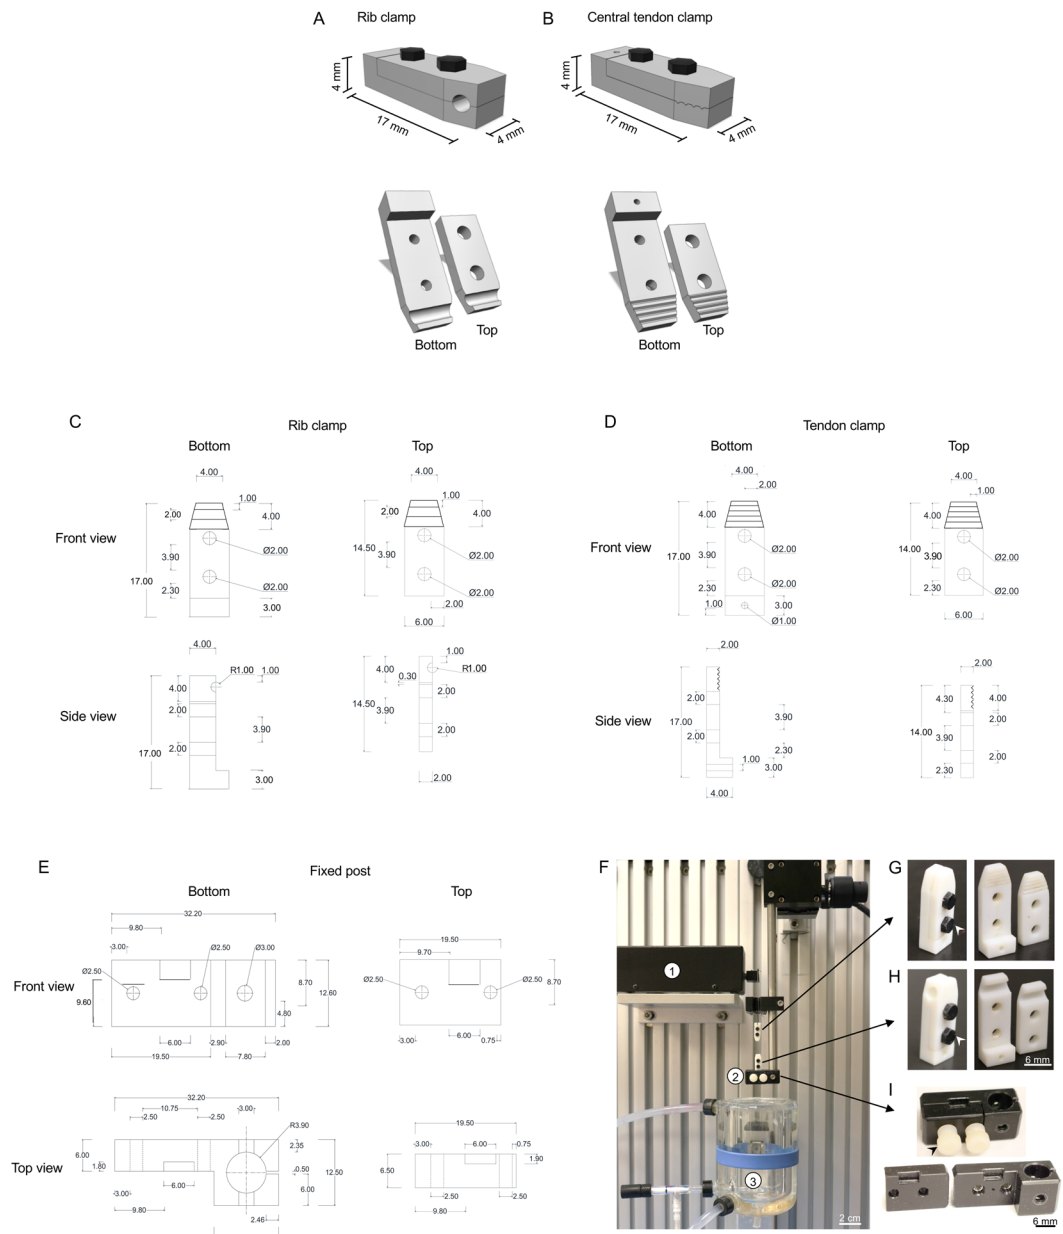 A Rib clamp
B Central tendon clamp
4 mm
17 mm
4 mm
4 mm
17 mm
4 mm
Bottom
Top
Bottom
Top
C Rib clamp
Bottom
Top
Front view
4.00
1.00
2.00
4.00
3.90
17.00
2.30
Ø2.00
Ø2.00
3.00
4.00
1.00
2.00
4.00
14.50
3.90
Ø2.00
Ø2.00
2.00
6.00
Side view
4.00
R1.00
1.00
4.00
2.00
3.90
17.00
2.00
3.00
1.00
4.00
R1.00
0.30
2.00
14.50
3.90
2.00
2.00
D Tendon clamp
Bottom
Top
Front view
4.00
2.00
4.00
Ø2.00
17.00
3.90
Ø2.00
2.30
1.00
3.00
Ø1.00
4.00
1.00
4.00
Ø2.00
14.00
3.90
Ø2.00
2.30
6.00
Side view
2.00
2.00
3.90
17.00
2.00
2.30
1.00
3.00
4.00
2.00
4.30
4.00
2.00
14.00
3.90
2.00
2.30
E Fixed post
Bottom
Top
Front view
32.20
9.80
3.00
Ø2.50
Ø3.00
Ø2.50
9.60
8.70
12.60
4.80
6.00
2.90
2.00
19.50
7.80
19.50
9.70
Ø2.50
Ø2.50
8.70
6.00
3.00
0.75
Top view
32.20
10.75
3.00
2.50
2.50
R3.90
6.00
1.80
2.35
0.50
12.50
6.00
6.00
3.00
9.80
2.46
19.50
3.00
6.00
0.75
6.50
1.90
2.50
2.50
9.80
F
1
2
3
2 cm
G
H
6 mm
I
6 mm